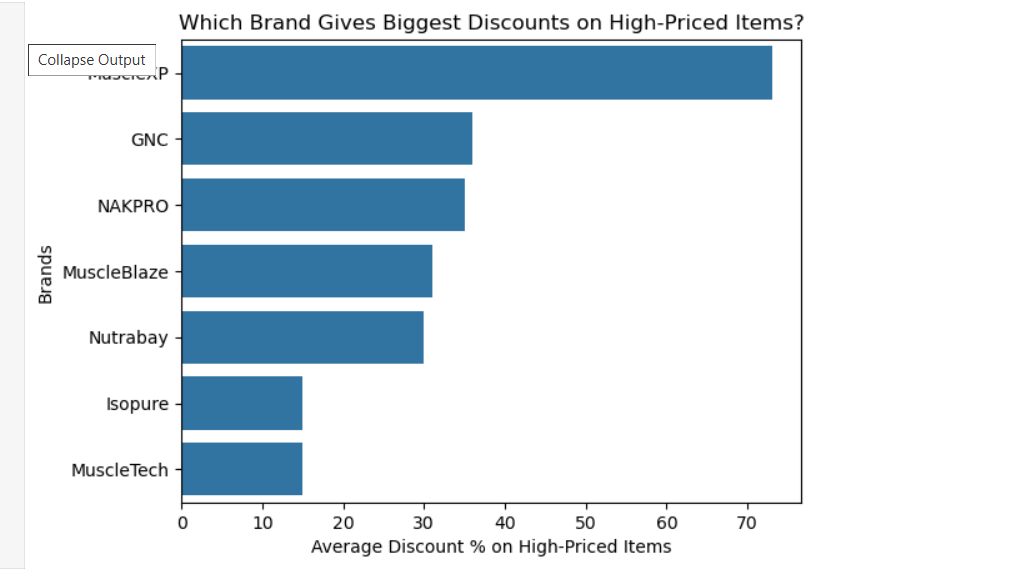 Which Brand Gives Biggest Discounts on High-Priced Items?
Collapse Output
MuscleXP
GNC
NAKPRO
MuscleBlaze
Nutrabay
Isopure
MuscleTech
Brands
0 10 20 30 40 50 60 70
Average Discount % on High-Priced Items